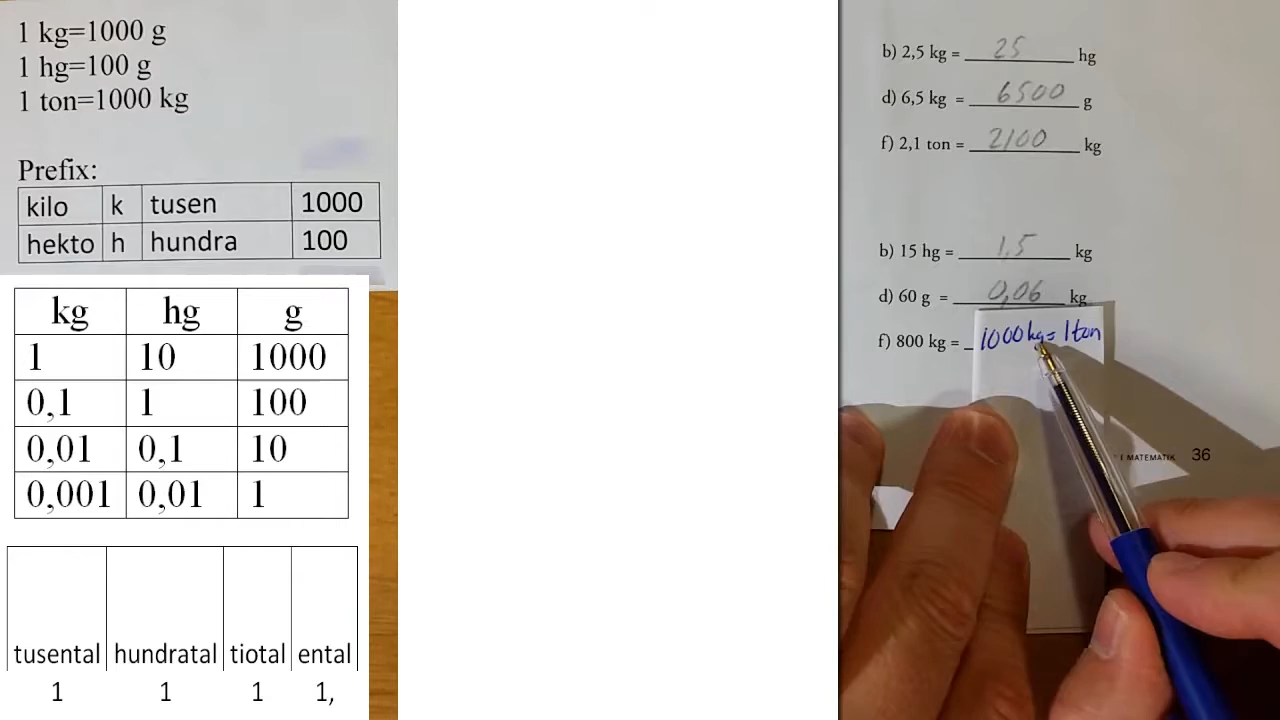 1 kg=1000 g
1 hg=100 g
1 ton=1000 kg
Prefix:
kilo k tusen 1000
hekto h hundra 100
kg hg g
1 10 1000
0,1 1 100
0,01 0,1 10
0,001 0,01 1
tusental hundratal tiotal ental
1 1 1 1,
b) 2,5 kg = 25 hg
d) 6,5 kg = 6500 g
f) 2,1 ton = 2100 kg
b) 15 hg = 1,5 kg
d) 60 g = 0,06 kg
f) 800 kg = 1000 kg = 1 ton
I MATEMATIK 36